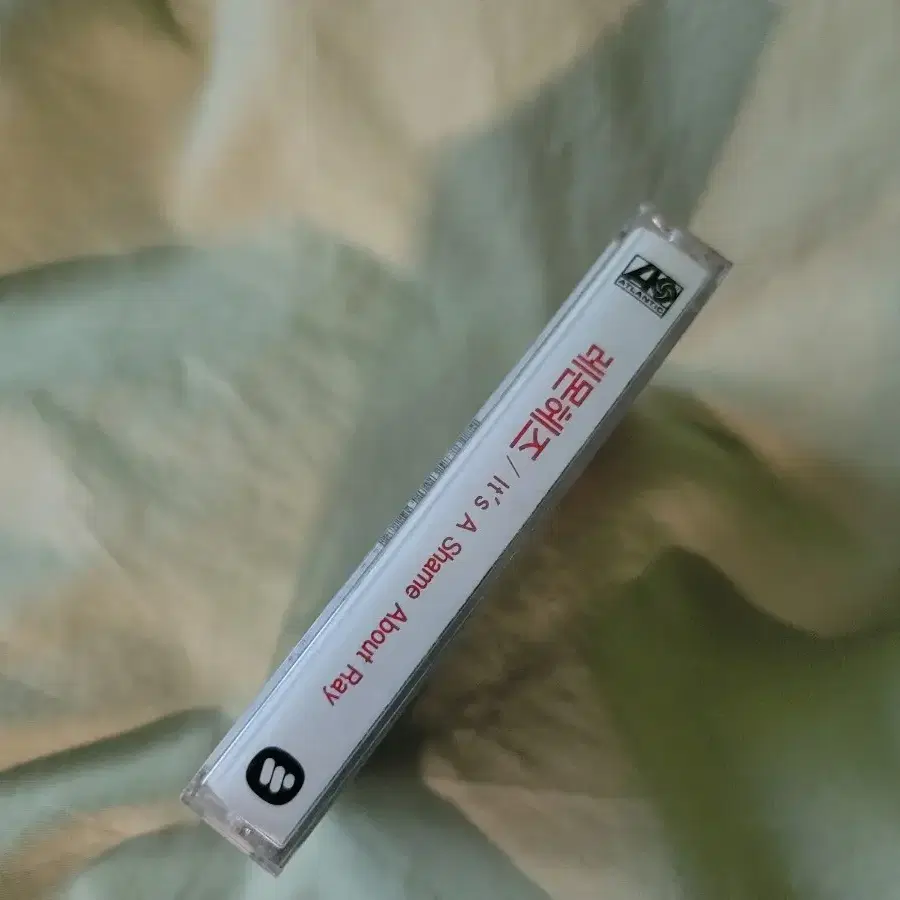 ATLANTIC
레몬헤즈 / It's A Shame About Ray